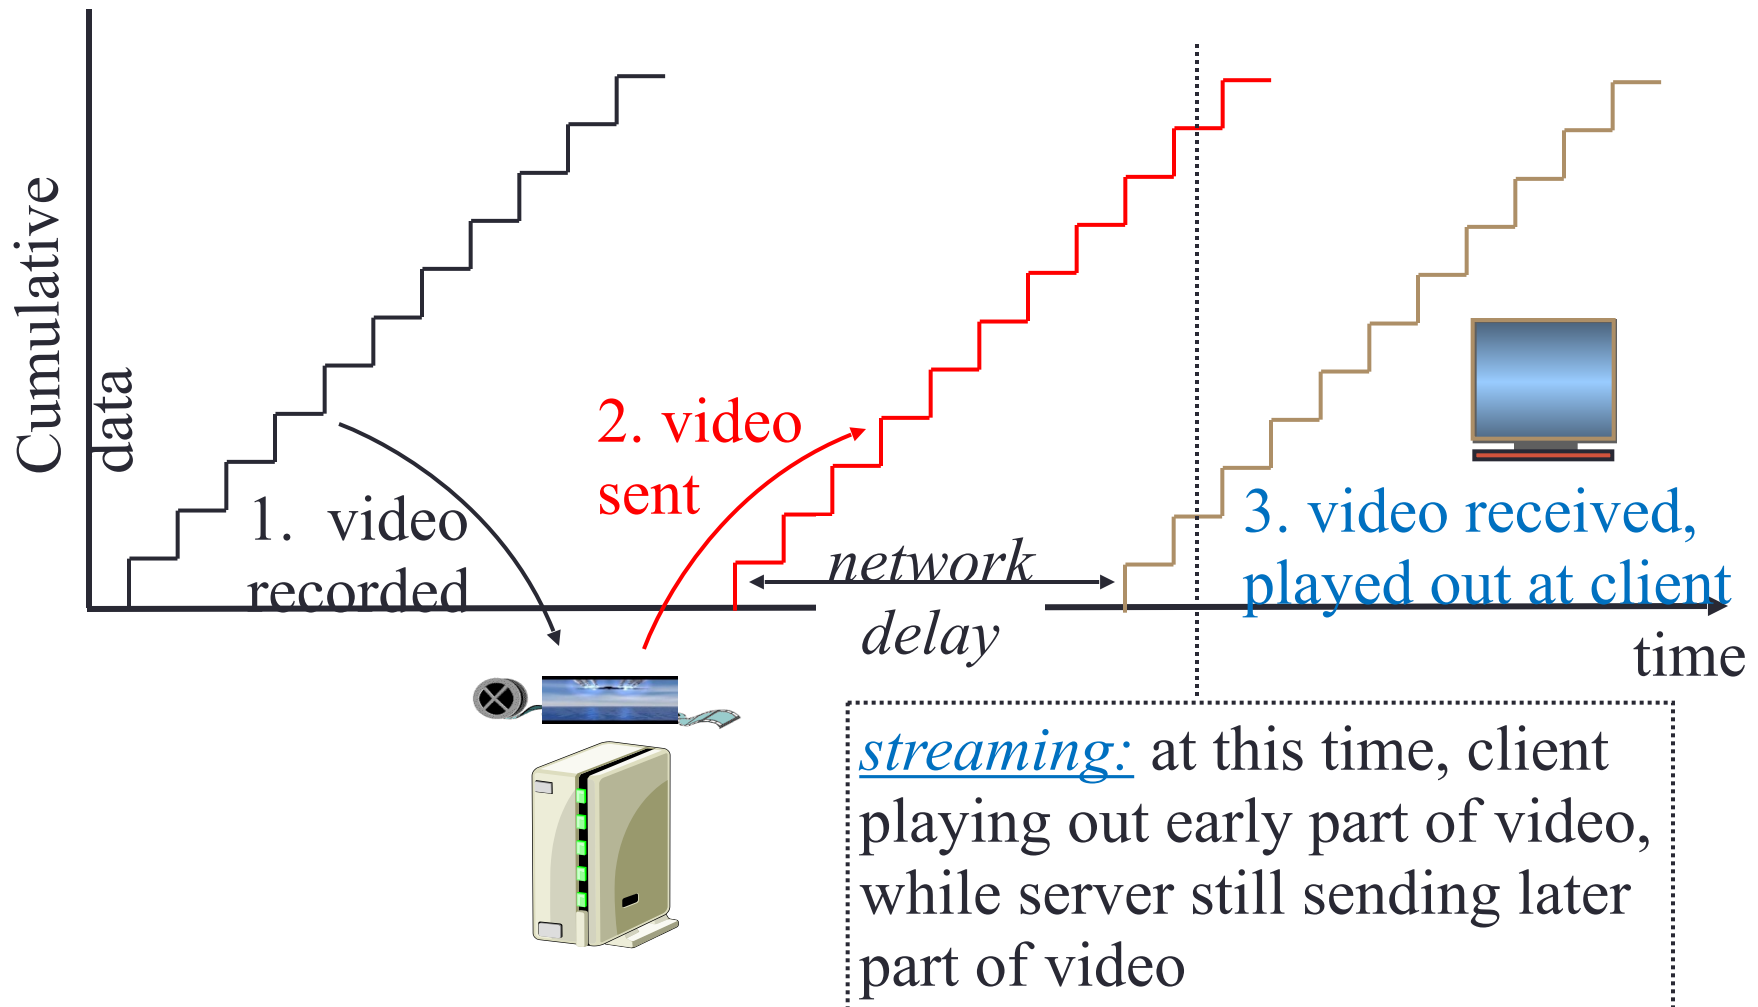 Cumulative
data
1. video
recorded
2. video
sent
network
delay
3. video received,
played out at client
time
streaming: at this time, client
playing out early part of video,
while server still sending later
part of video